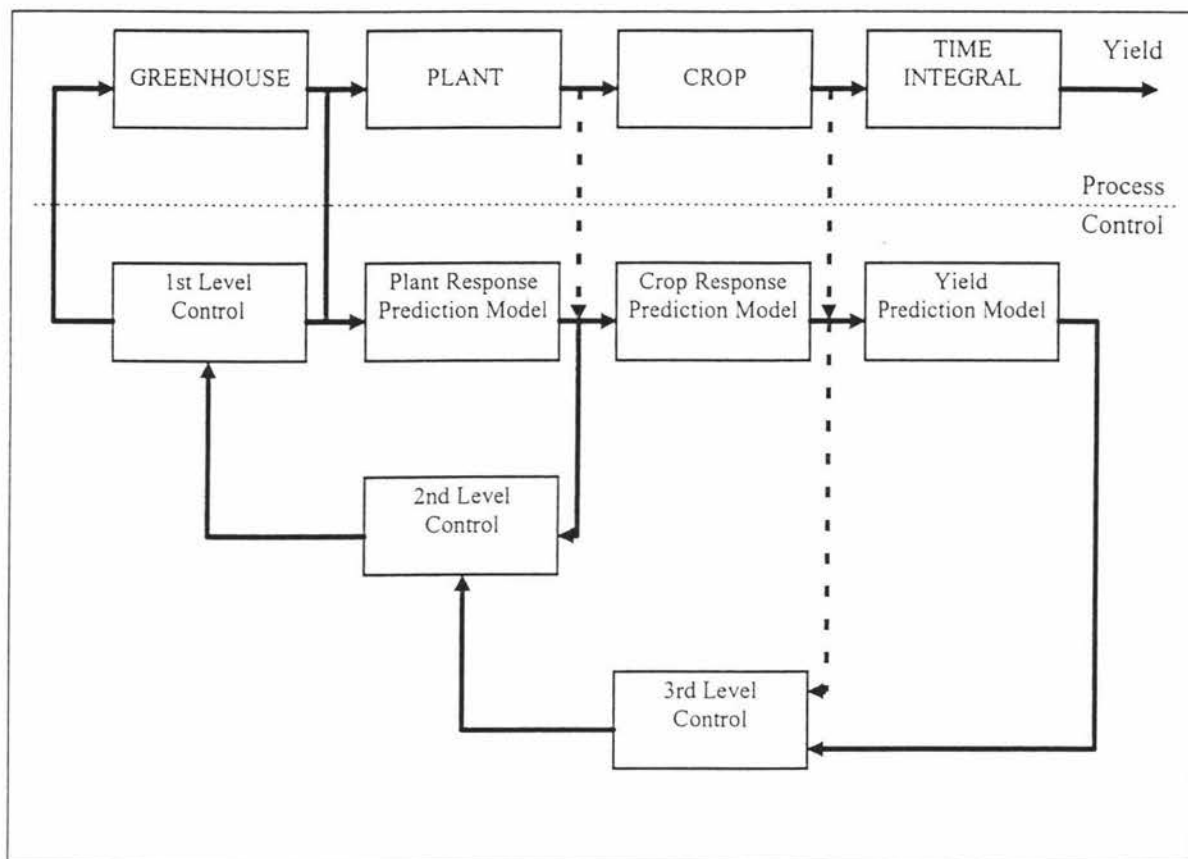 GREENHOUSE
PLANT
CROP
TIME
INTEGRAL
Yield
Process
Control
1st Level
Control
Plant Response
Prediction Model
Crop Response
Prediction Model
Yield
Prediction Model
2nd Level
Control
3rd Level
Control